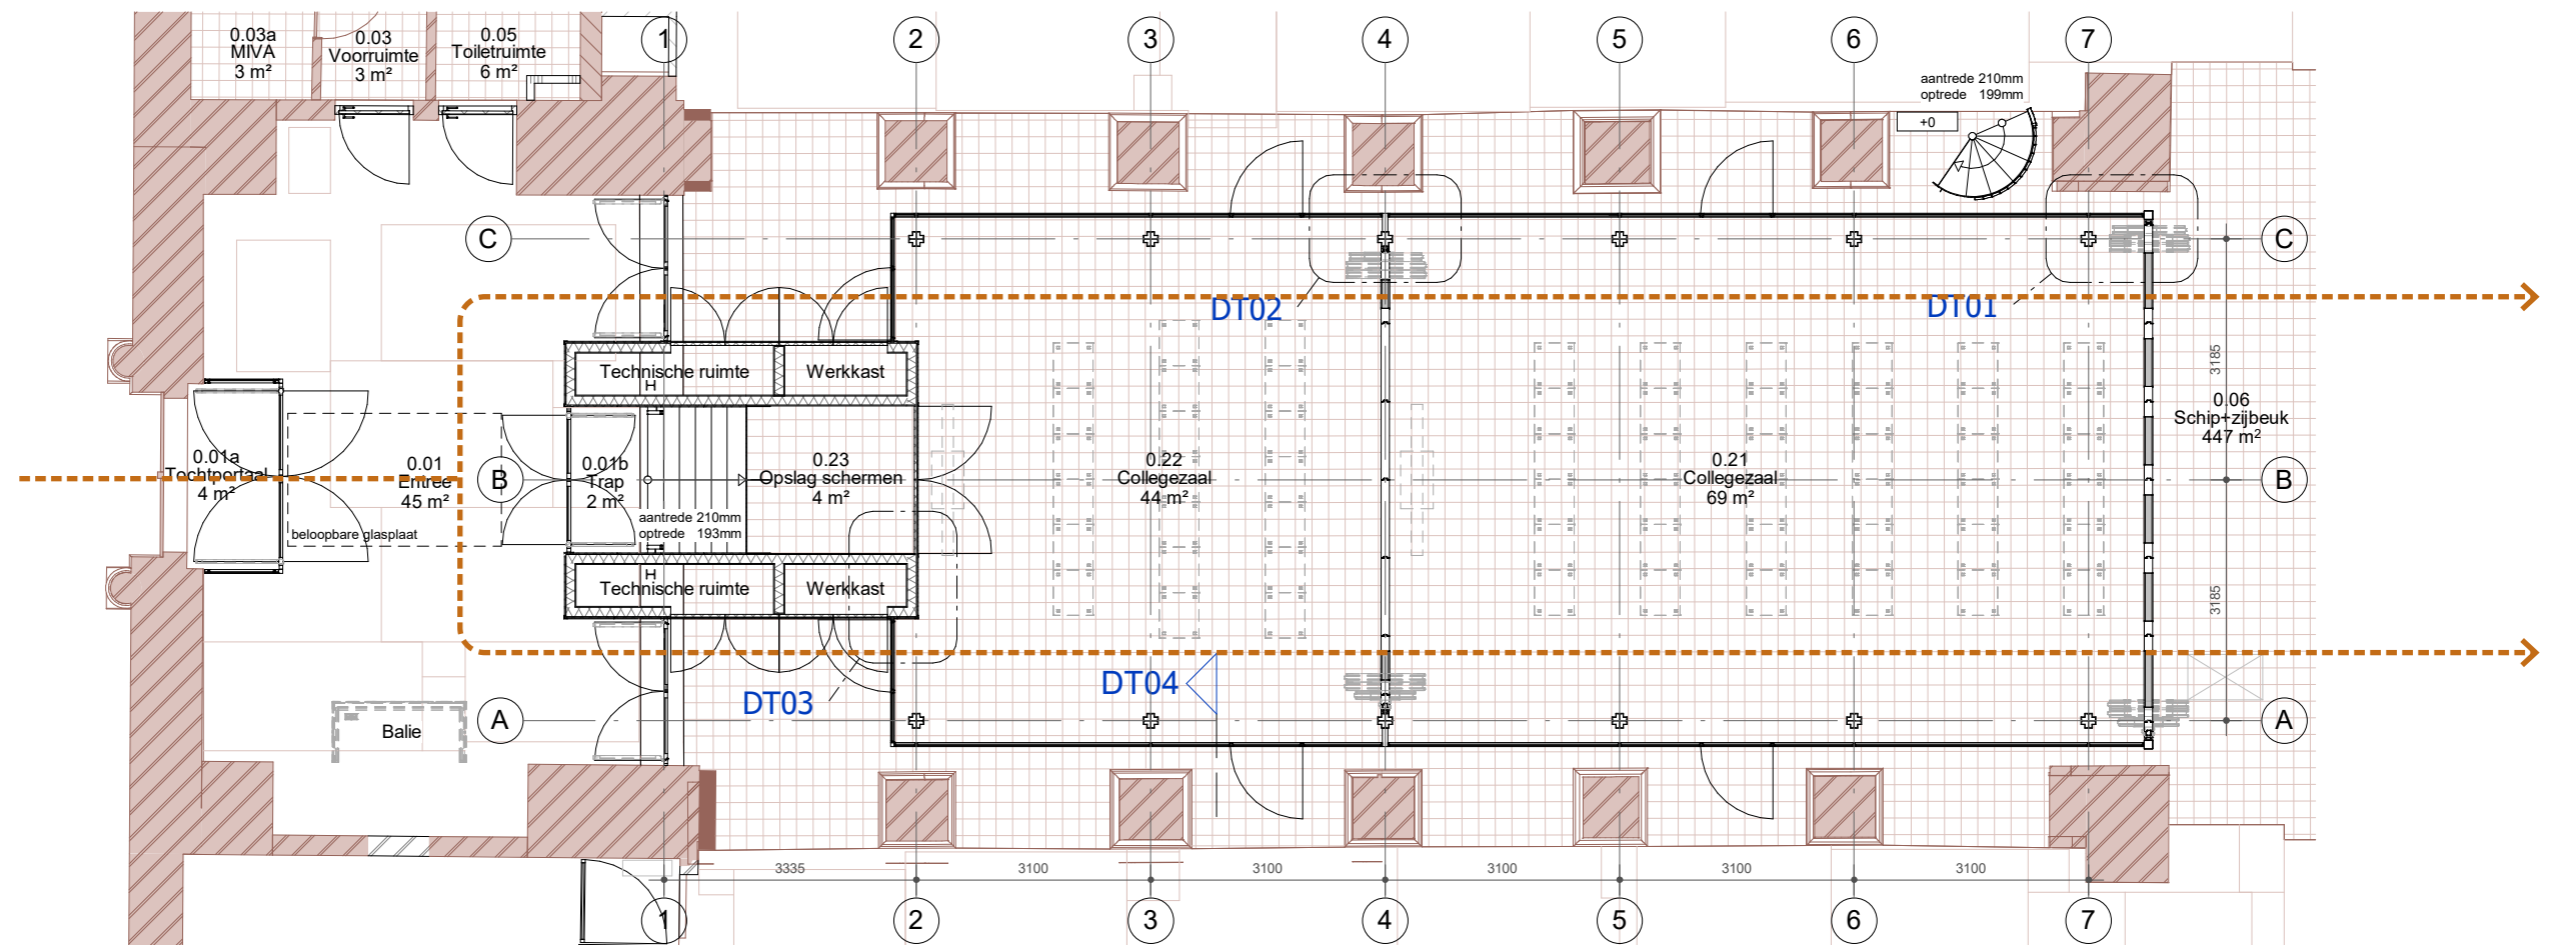 0.03a
MIVA
3 m²
0.03
Voorruimte
3 m²
0.05
Toiletruimte
6 m²
1
2
3
4
5
6
7
aantrede 210mm
optrede 199mm
+0
C
C
DT02
DT01
3185
Technische ruimte
Werkkast
H
0.01a
Tochtportaal
4 m²
0.01
Entree
45 m²
B
0.01b
Trap
2 m²
0.23
Opslag schermen
4 m²
0.22
Collegezaal
44 m²
0.21
Collegezaal
69 m²
0.06
Schip+zijbeuk
447 m²
B
aantrede 210mm
optrede 193mm
beloopbare glasplaat
H
Technische ruimte
Werkkast
3185
DT03
DT04
A
A
Balie
3335
3100
3100
3100
3100
3100
1
2
3
4
5
6
7